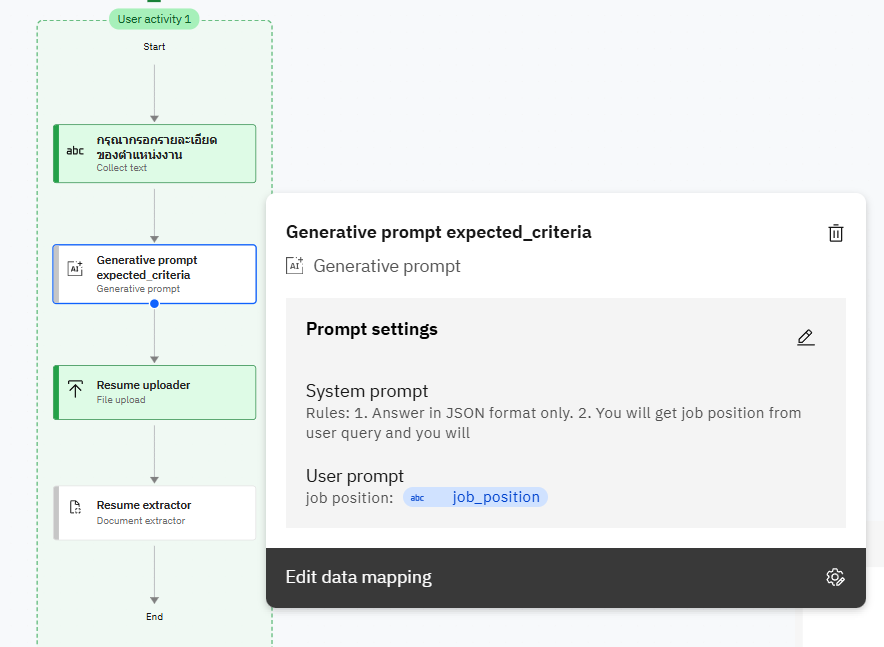 User activity 1
Start
abc
กรุณากรอกรายละเอียด
ของตำแหน่งงาน
Collect text
AI
Generative prompt
expected_criteria
Generative prompt
Resume uploader
File upload
Resume extractor
Document extractor
End
Generative prompt expected_criteria
AI
Generative prompt
Prompt settings
System prompt
Rules: 1. Answer in JSON format only. 2. You will get job position from
user query and you will
User prompt
job position: abc job_position
Edit data mapping